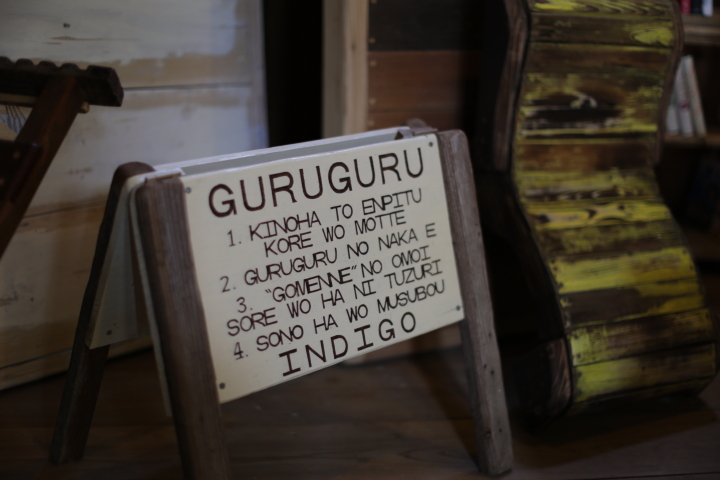 GURUGURU
1. KINOHA TO ENPITU
KORE WO MOTTE
2. GURUGURU NO NAKA E
3. "GOMENNE" NO OMOI
SORE WO HA NI TUZURI
4. SONO HA WO MUSUBOU
INDIGO